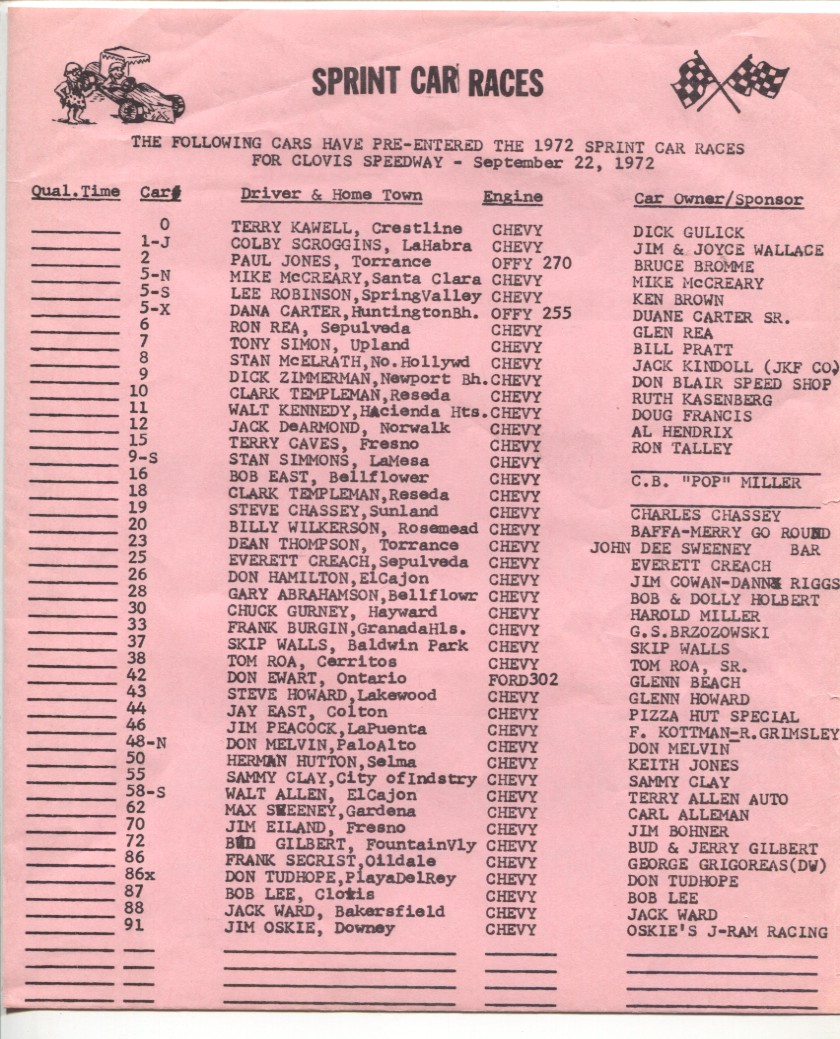 SPRINT CAR RACES
THE FOLLOWING CARS HAVE PRE-ENTERED THE 1972 SPRINT CAR RACES
FOR CLOVIS SPEEDWAY - September 22, 1972
Qual.Time Car# Driver & Home Town Engine Car Owner/Sponsor
0 TERRY KAWELL, Crestline CHEVY DICK GULICK
1-J COLBY SCROGGINS, LaHabra CHEVY JIM & JOYCE WALLACE
2 PAUL JONES, Torrance OFFY 270 BRUCE BROMME
5-N MIKE McCREARY,Santa Clara CHEVY MIKE McCREARY
5-S LEE ROBINSON,SpringValley CHEVY KEN BROWN
5-X DANA CARTER,HuntingtonBh. OFFY 255 DUANE CARTER SR.
6 RON REA, Sepulveda CHEVY GLEN REA
7 TONY SIMON, Upland CHEVY BILL PRATT
8 STAN McELRATH,No.Hollywd CHEVY JACK KINDOLL (JKF CO)
9 DICK ZIMMERMAN,Newport Bh.CHEVY DON BLAIR SPEED SHOP
10 CLARK TEMPLEMAN,Reseda CHEVY RUTH KASENBERG
11 WALT KENNEDY,Hacienda Hts.CHEVY DOUG FRANCIS
12 JACK DeARMOND, Norwalk CHEVY AL HENDRIX
15 TERRY CAVES, Fresno CHEVY RON TALLEY
9-S STAN SIMMONS, LaMesa CHEVY
16 BOB EAST, Bellflower CHEVY C.B. "POP" MILLER
18 CLARK TEMPLEMAN,Reseda CHEVY
19 STEVE CHASSEY,Sunland CHEVY CHARLES CHASSEY
20 BILLY WILKERSON, Rosemead CHEVY BAFFA-MERRY GO ROUND
23 DEAN THOMPSON, Torrance CHEVY JOHN DEE SWEENEY BAR
25 EVERETT CREACH,Sepulveda CHEVY EVERETT CREACH
26 DON HAMILTON,ElCajon CHEVY JIM COWAN-DANNY RIGGS
28 GARY ABRAHAMSON,Bellflowr CHEVY BOB & DOLLY HOLBERT
30 CHUCK GURNEY, Hayward CHEVY HAROLD MILLER
33 FRANK BURGIN,GranadaHls. CHEVY G.S.BRZOZOWSKI
37 SKIP WALLS, Baldwin Park CHEVY SKIP WALLS
38 TOM ROA, Cerritos CHEVY TOM ROA, SR.
42 DON EWART, Ontario FORD302 GLENN BEACH
43 STEVE HOWARD,Lakewood CHEVY GLENN HOWARD
44 JAY EAST, Colton CHEVY PIZZA HUT SPECIAL
46 JIM PEACOCK,LaPuenta CHEVY F. KOTTMAN-R.GRIMSLEY
48-N DON MELVIN,PaloAlto CHEVY DON MELVIN
50 HERMAN HUTTON,Selma CHEVY KEITH JONES
55 SAMMY CLAY,City ofIndstry CHEVY SAMMY CLAY
58-S WALT ALLEN, ElCajon CHEVY TERRY ALLEN AUTO
62 MAX SWEENEY,Gardena CHEVY CARL ALLEMAN
70 JIM EILAND, Fresno CHEVY JIM BOHNER
72 BUD GILBERT, FountainVly CHEVY BUD & JERRY GILBERT
86 FRANK SECRIST,Oildale CHEVY GEORGE GRIGOREAS(DW)
86x DON TUDHOPE,PlayaDelRey CHEVY DON TUDHOPE
87 BOB LEE, Clovis CHEVY BOB LEE
88 JACK WARD, Bakersfield CHEVY JACK WARD
91 JIM OSKIE, Downey CHEVY OSKIE'S J-RAM RACING